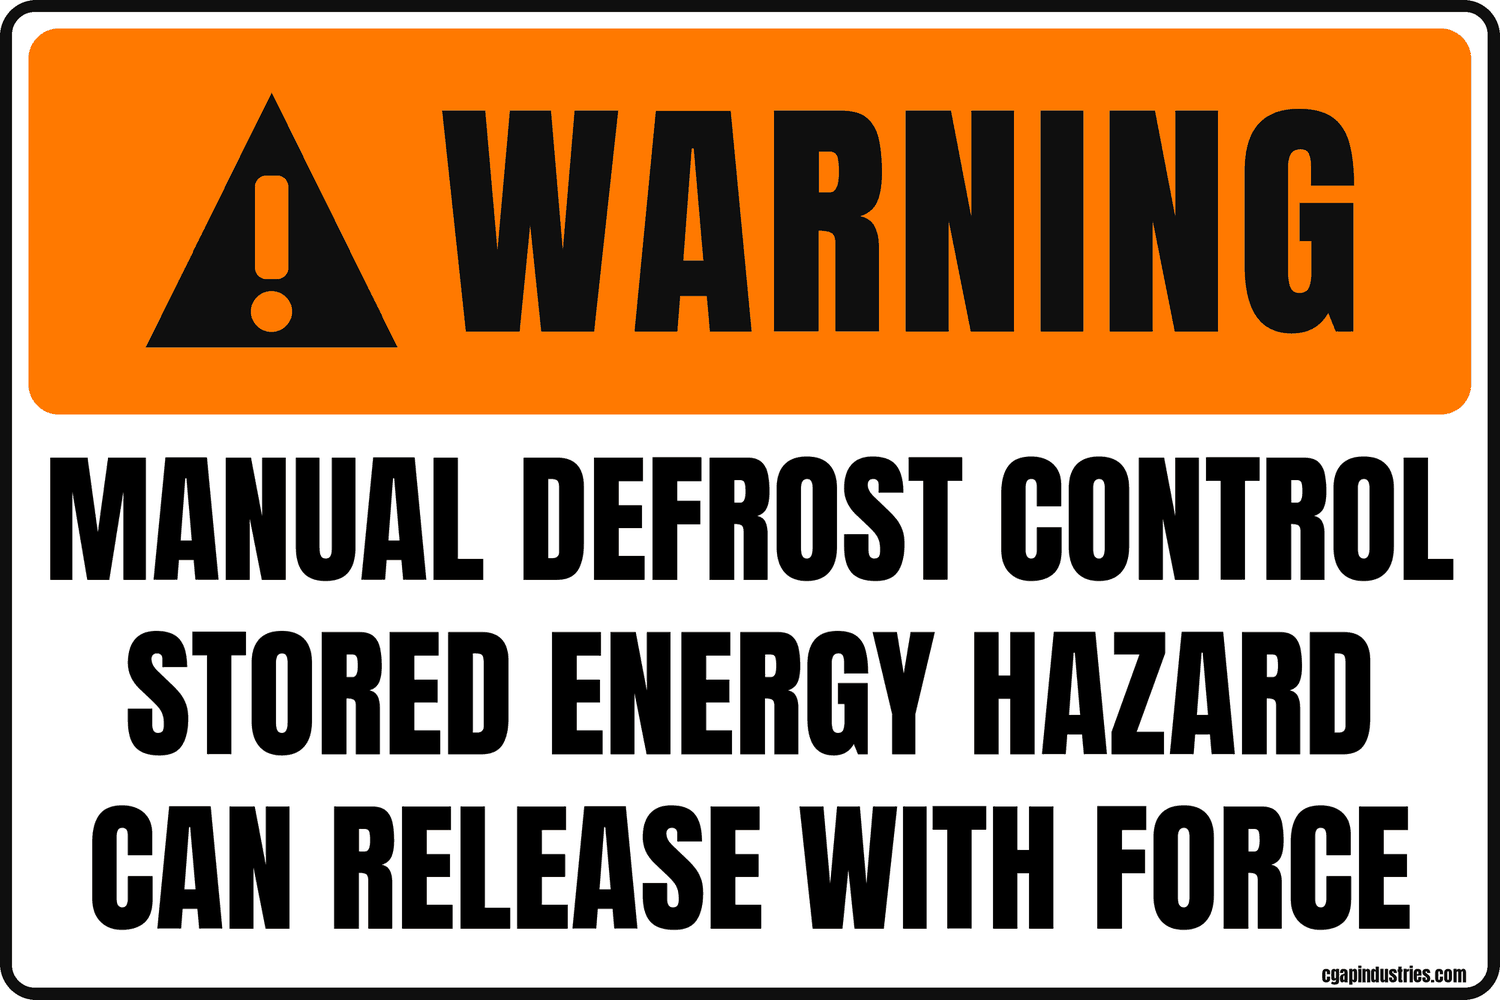 WARNING
MANUAL DEFROST CONTROL
STORED ENERGY HAZARD
CAN RELEASE WITH FORCE
cgapindustries.com